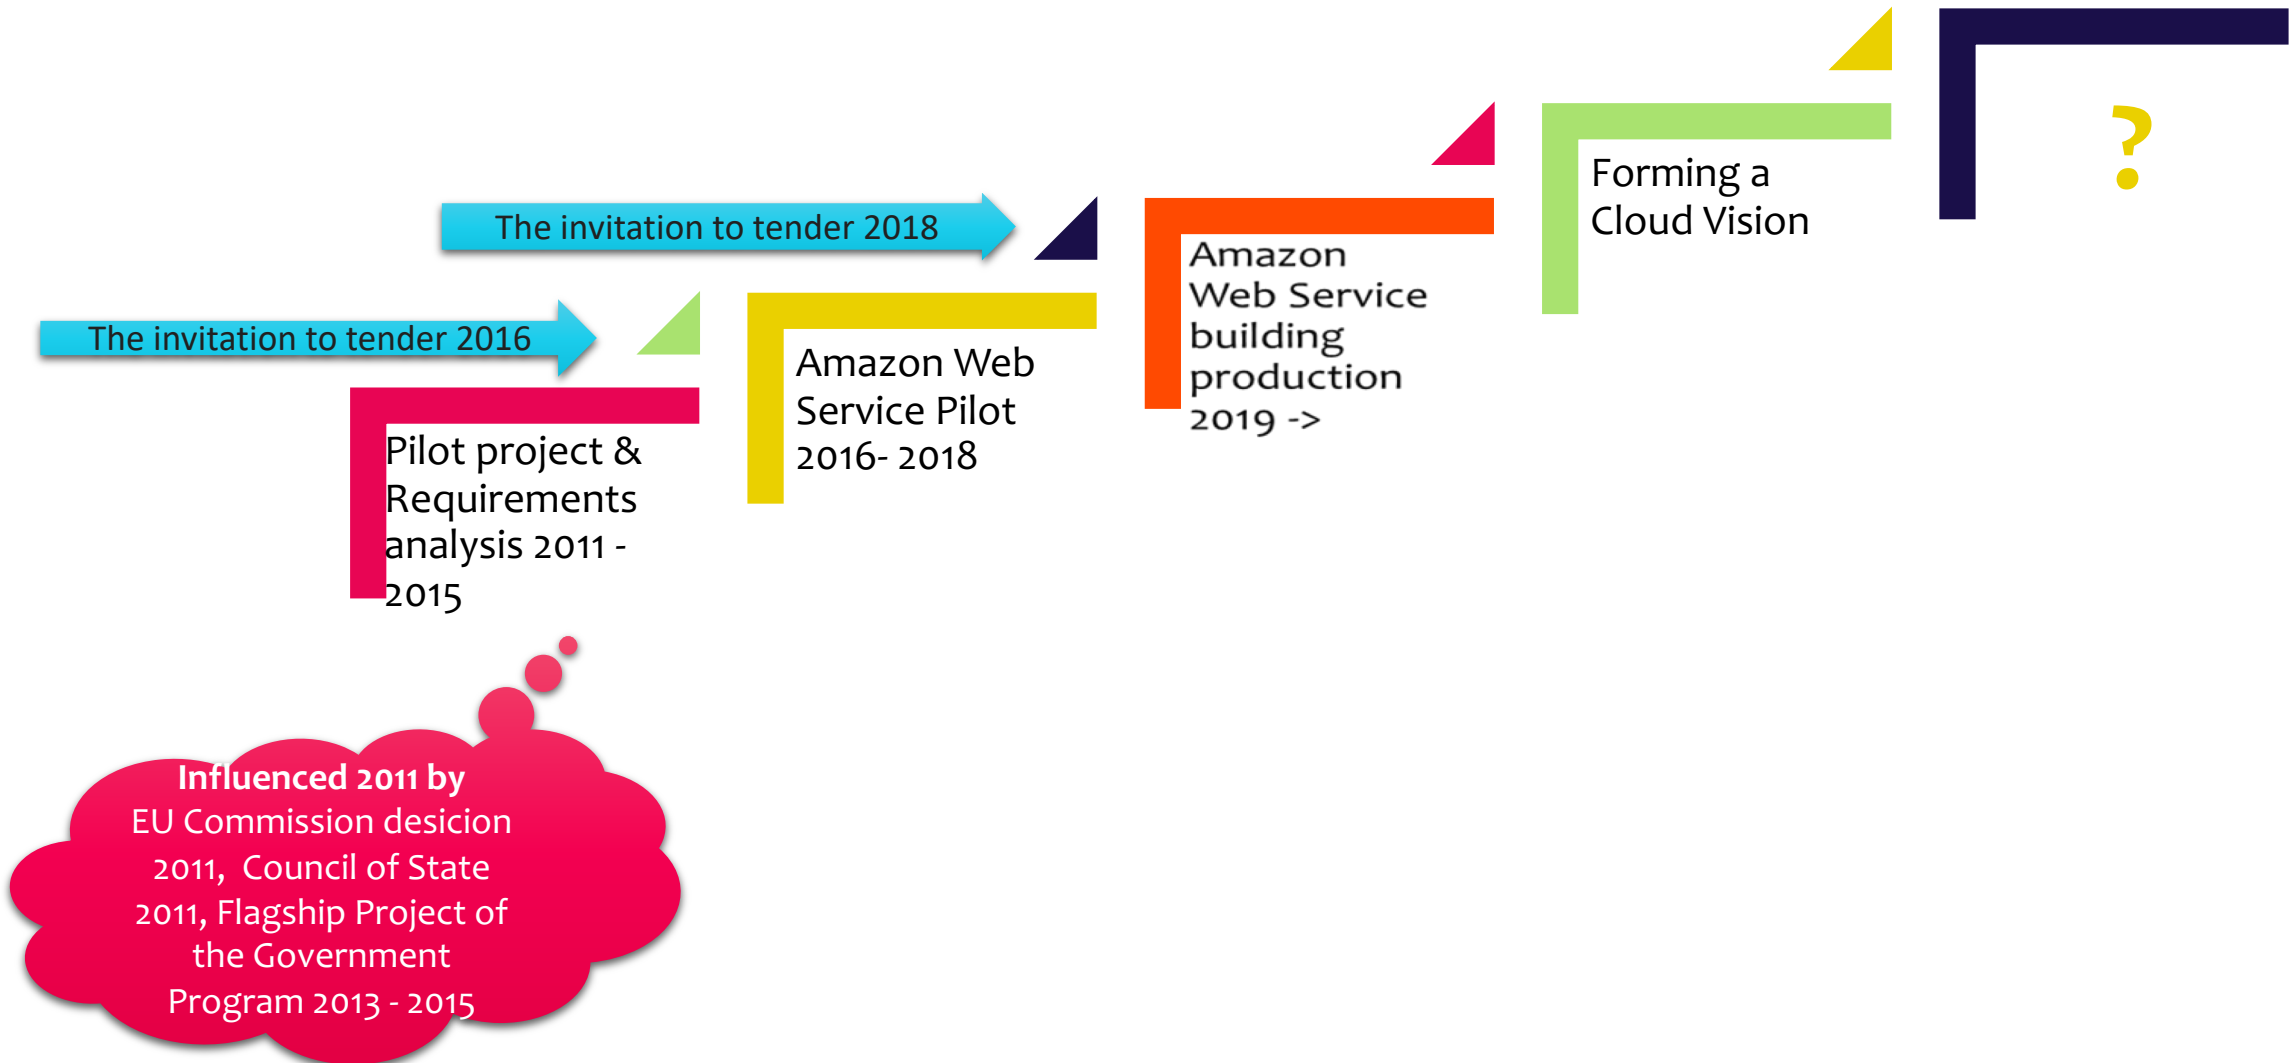 ?
Forming a
Cloud Vision
The invitation to tender 2018
Amazon
Web Service
building
production
2019 ->
The invitation to tender 2016
Amazon Web
Service Pilot
2016- 2018
Pilot project &
Requirements
analysis 2011 -
2015
Influenced 2011 by
EU Commission desicion
2011, Council of State
2011, Flagship Project of
the Government
Program 2013 - 2015